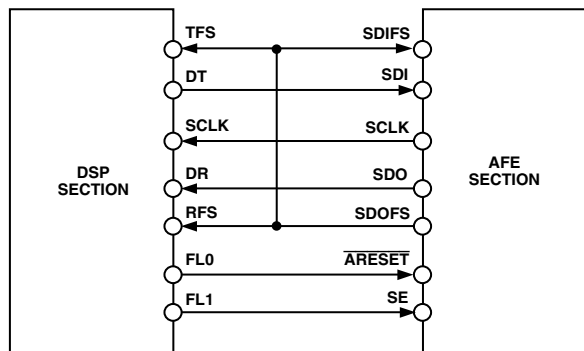 TFS SDIFS
DT SDI
SCLK SCLK
DSP
SECTION
AFE
SECTION
DR SDO
RFS SDOFS
FL0 ARESET
FL1 SE